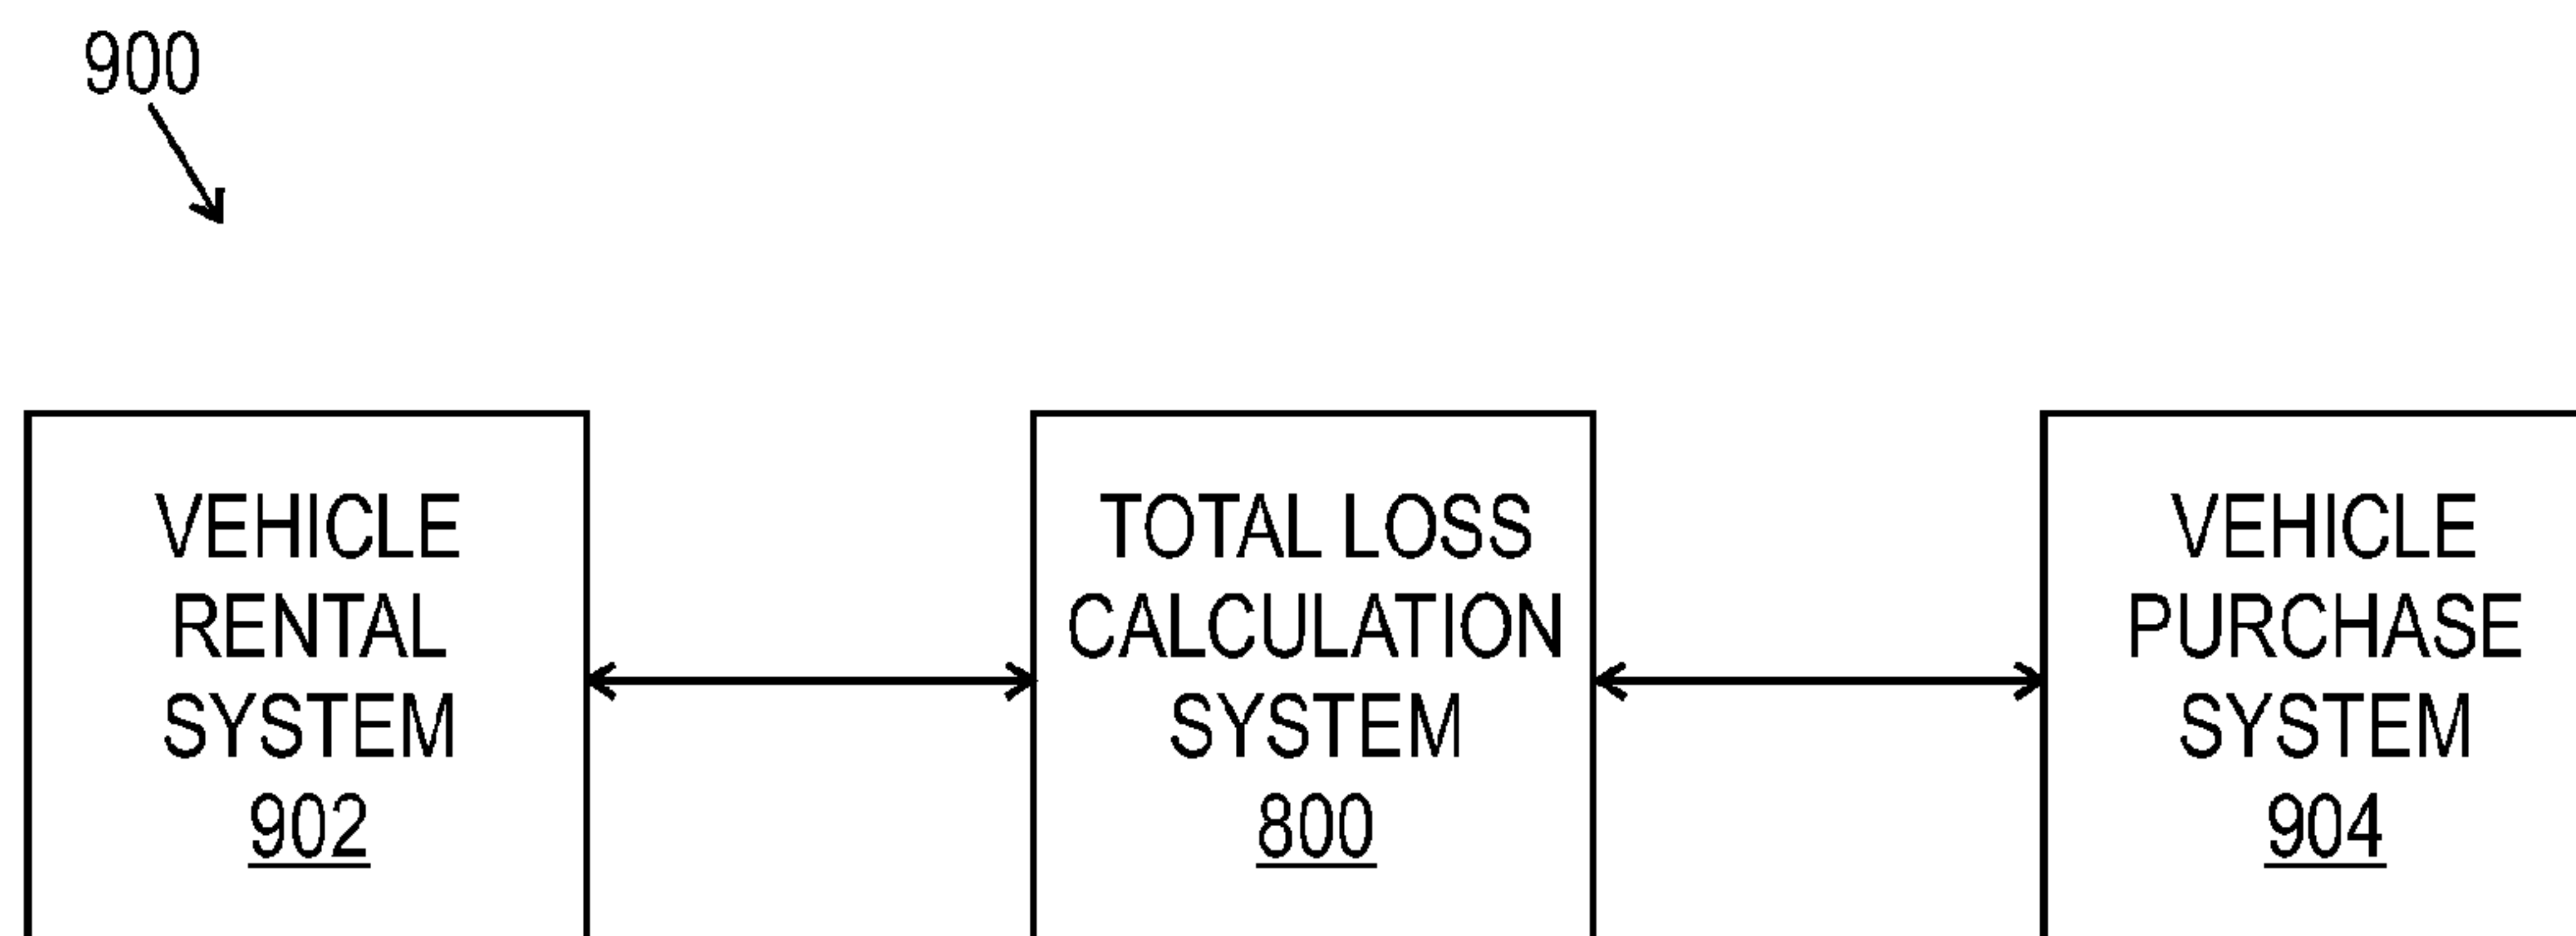 900
VEHICLE
RENTAL
SYSTEM
902
TOTAL LOSS
CALCULATION
SYSTEM
800
VEHICLE
PURCHASE
SYSTEM
904